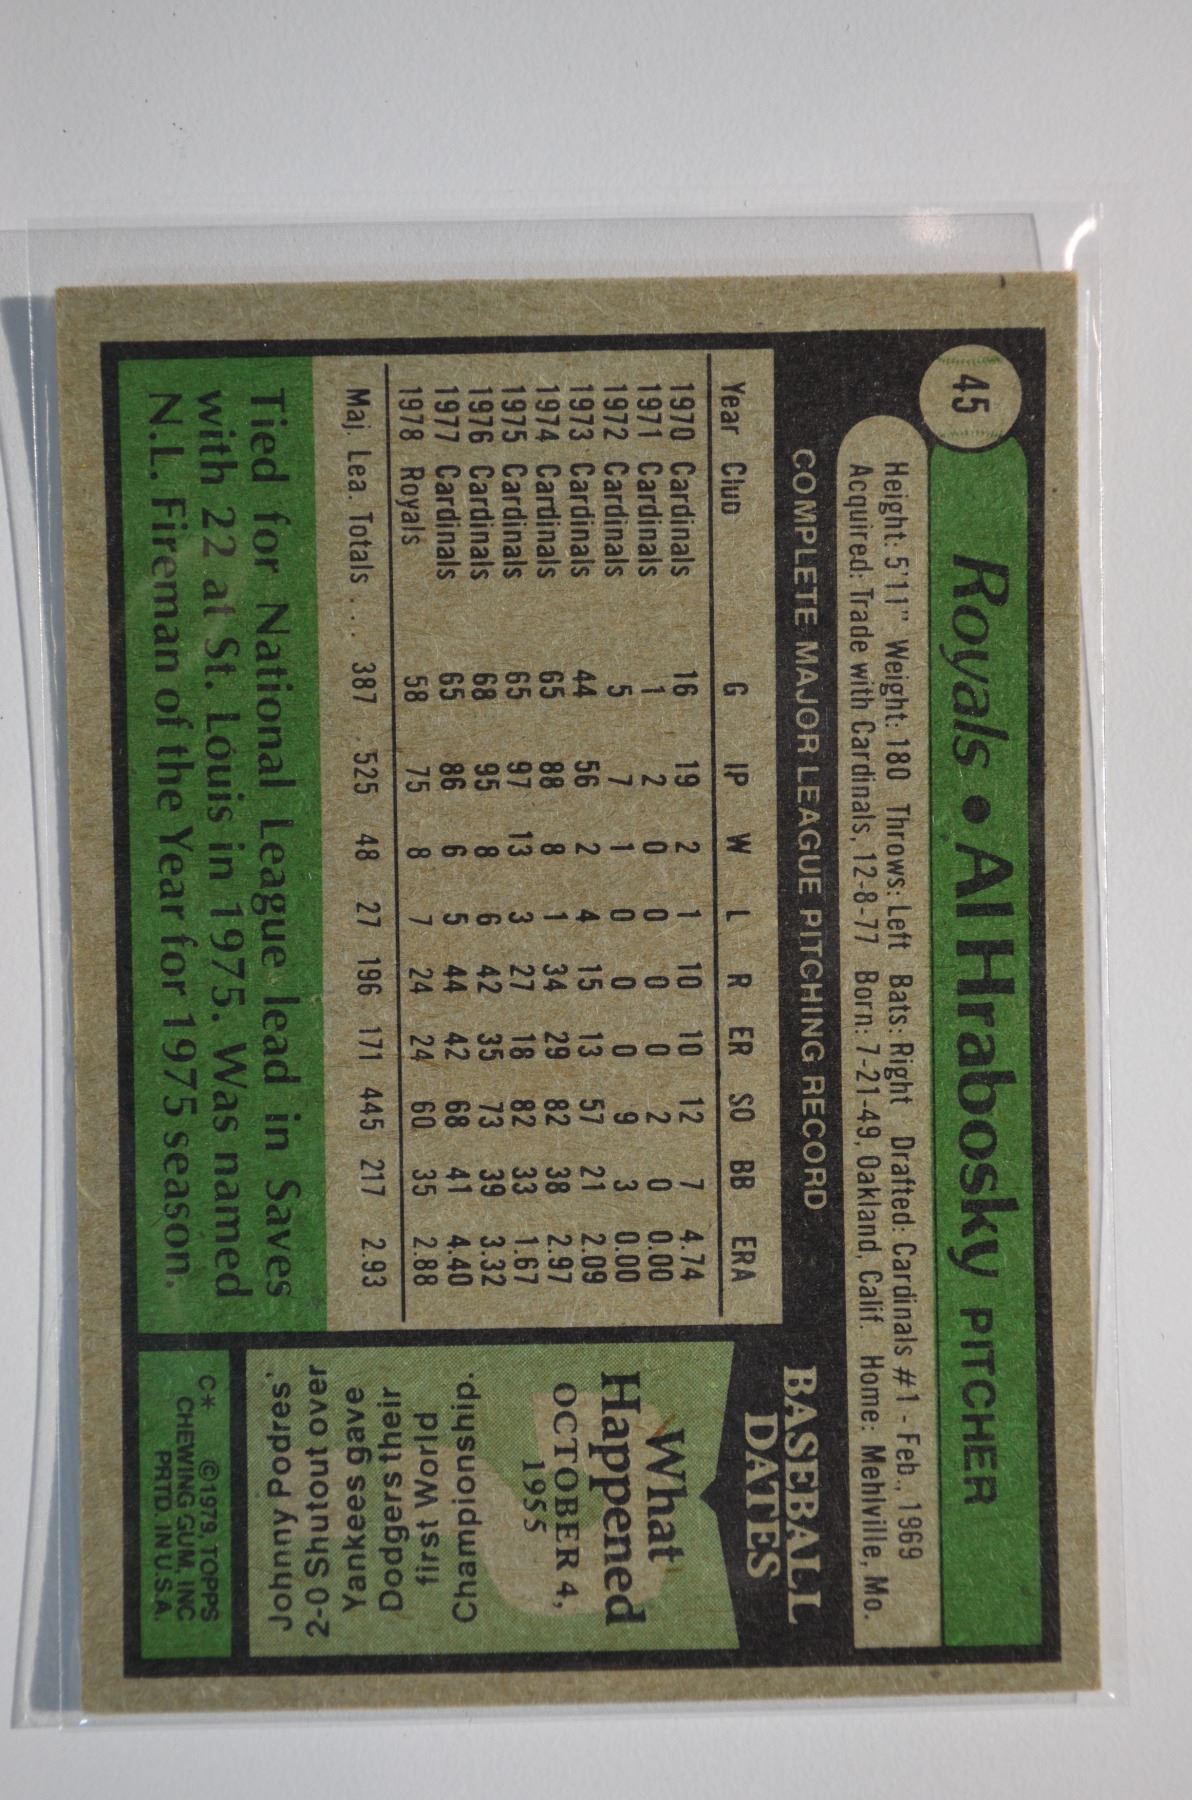 45
Royals • Al Hrabosky PITCHER
Height: 5'11" Weight: 180 Throws: Left Bats: Right Drafted: Cardinals #1 - Feb., 1969
Acquired: Trade with Cardinals, 12-8-77 Born: 7-21-49, Oakland, Calif. Home: Mehlville, Mo.
COMPLETE MAJOR LEAGUE PITCHING RECORD
Year Club G IP W L R ER SO BB ERA
1970 Cardinals 16 19 2 1 10 10 12 7 4.74
1971 Cardinals 1 2 0 0 0 0 2 0 0.00
1972 Cardinals 5 7 1 0 0 0 9 3 0.00
1973 Cardinals 44 56 2 4 15 13 57 21 2.09
1974 Cardinals 65 88 8 1 34 29 82 38 2.97
1975 Cardinals 65 97 13 3 27 18 82 33 1.67
1976 Cardinals 68 95 8 6 42 35 73 39 3.32
1977 Cardinals 65 86 6 5 44 42 68 41 4.40
1978 Royals 58 75 8 7 24 24 60 35 2.88
Maj. Lea. Totals . . . 387 525 48 27 196 171 445 217 2.93
Tied for National League lead in Saves
with 22 at St. Louis in 1975. Was named
N.L. Fireman of the Year for 1975 season.
BASEBALL
DATES
What
Happened
OCTOBER 4,
1955
Johnny Podres'
2-0 Shutout over
Yankees gave
Dodgers their
first World
Championship.
C* ©1979 TOPPS
CHEWING GUM, INC
PRTD. IN U.S.A.